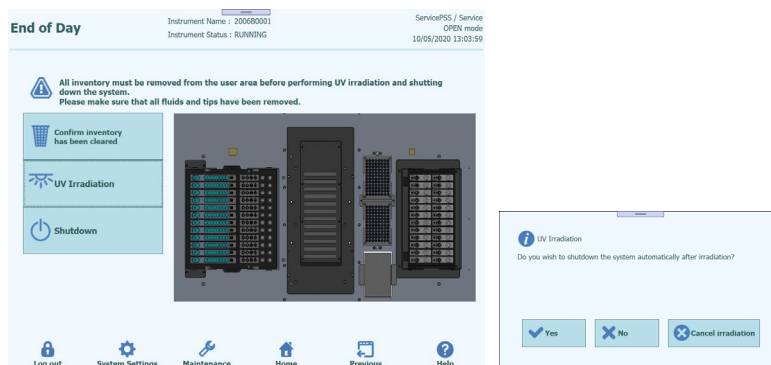 End of Day
Instrument Name : 2006B0001
Instrument Status : RUNNING
ServicePSS / Service
OPEN mode
10/05/2020 13:03:59
All inventory must be removed from the user area before performing UV irradiation and shutting
down the system.
Please make sure that all fluids and tips have been removed.
Confirm inventory
has been cleared
UV Irradiation
Shutdown
Log out
System Settings
Maintenance
Home
Previous
Help
UV Irradiation
Do you wish to shutdown the system automatically after irradiation?
Yes
No
Cancel irradiation